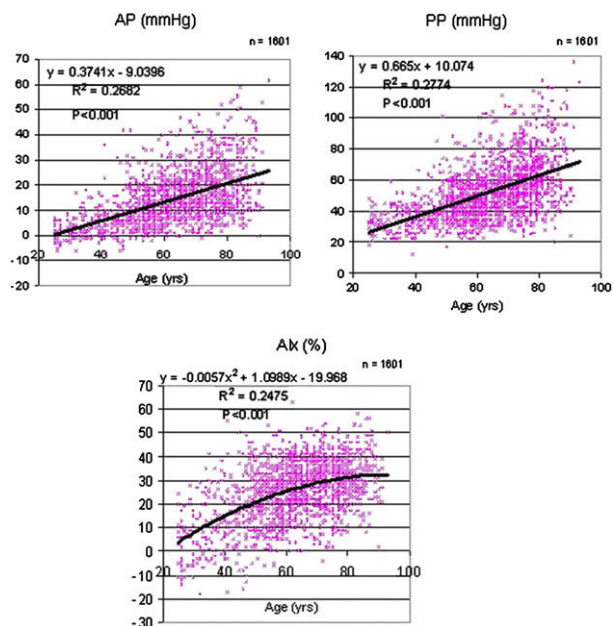 AP (mmHg)
n = 1601
y = 0.3741x - 9.0396
R² = 0.2682
P<0.001
70
60
50
40
30
20
10
0
-10
-20
20
40
60
80
100
Age (yrs)
PP (mmHg)
n = 1601
y = 0.665x + 10.074
R² = 0.2774
P<0.001
140
120
100
80
60
40
20
0
20
40
60
80
100
Age (yrs)
AIx (%)
n = 1601
y = -0.0057x² + 1.0989x - 19.968
R² = 0.2475
P<0.001
70
60
50
40
30
20
10
0
-10
-20
-30
20
40
60
80
100
Age (yrs)